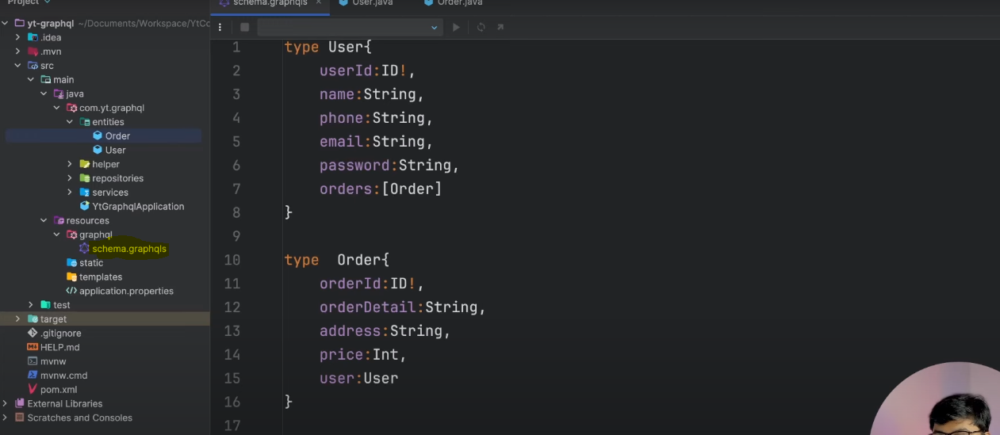 Project
schema.graphqls
User.java
Order.java
yt-graphql ~/Documents/Workspace/YtCo
.idea
.mvn
src
main
java
com.yt.graphql
entities
Order
User
helper
repositories
services
YtGraphqlApplication
resources
graphql
schema.graphqls
static
templates
application.properties
test
target
.gitignore
HELP.md
mvnw
mvnw.cmd
pom.xml
External Libraries
Scratches and Consoles
1 type User{
2 userId:ID!,
3 name:String,
4 phone:String,
5 email:String,
6 password:String,
7 orders:[Order]
8 }
9
10 type  Order{
11 orderId:ID!,
12 orderDetail:String,
13 address:String,
14 price:Int,
15 user:User
16 }
17